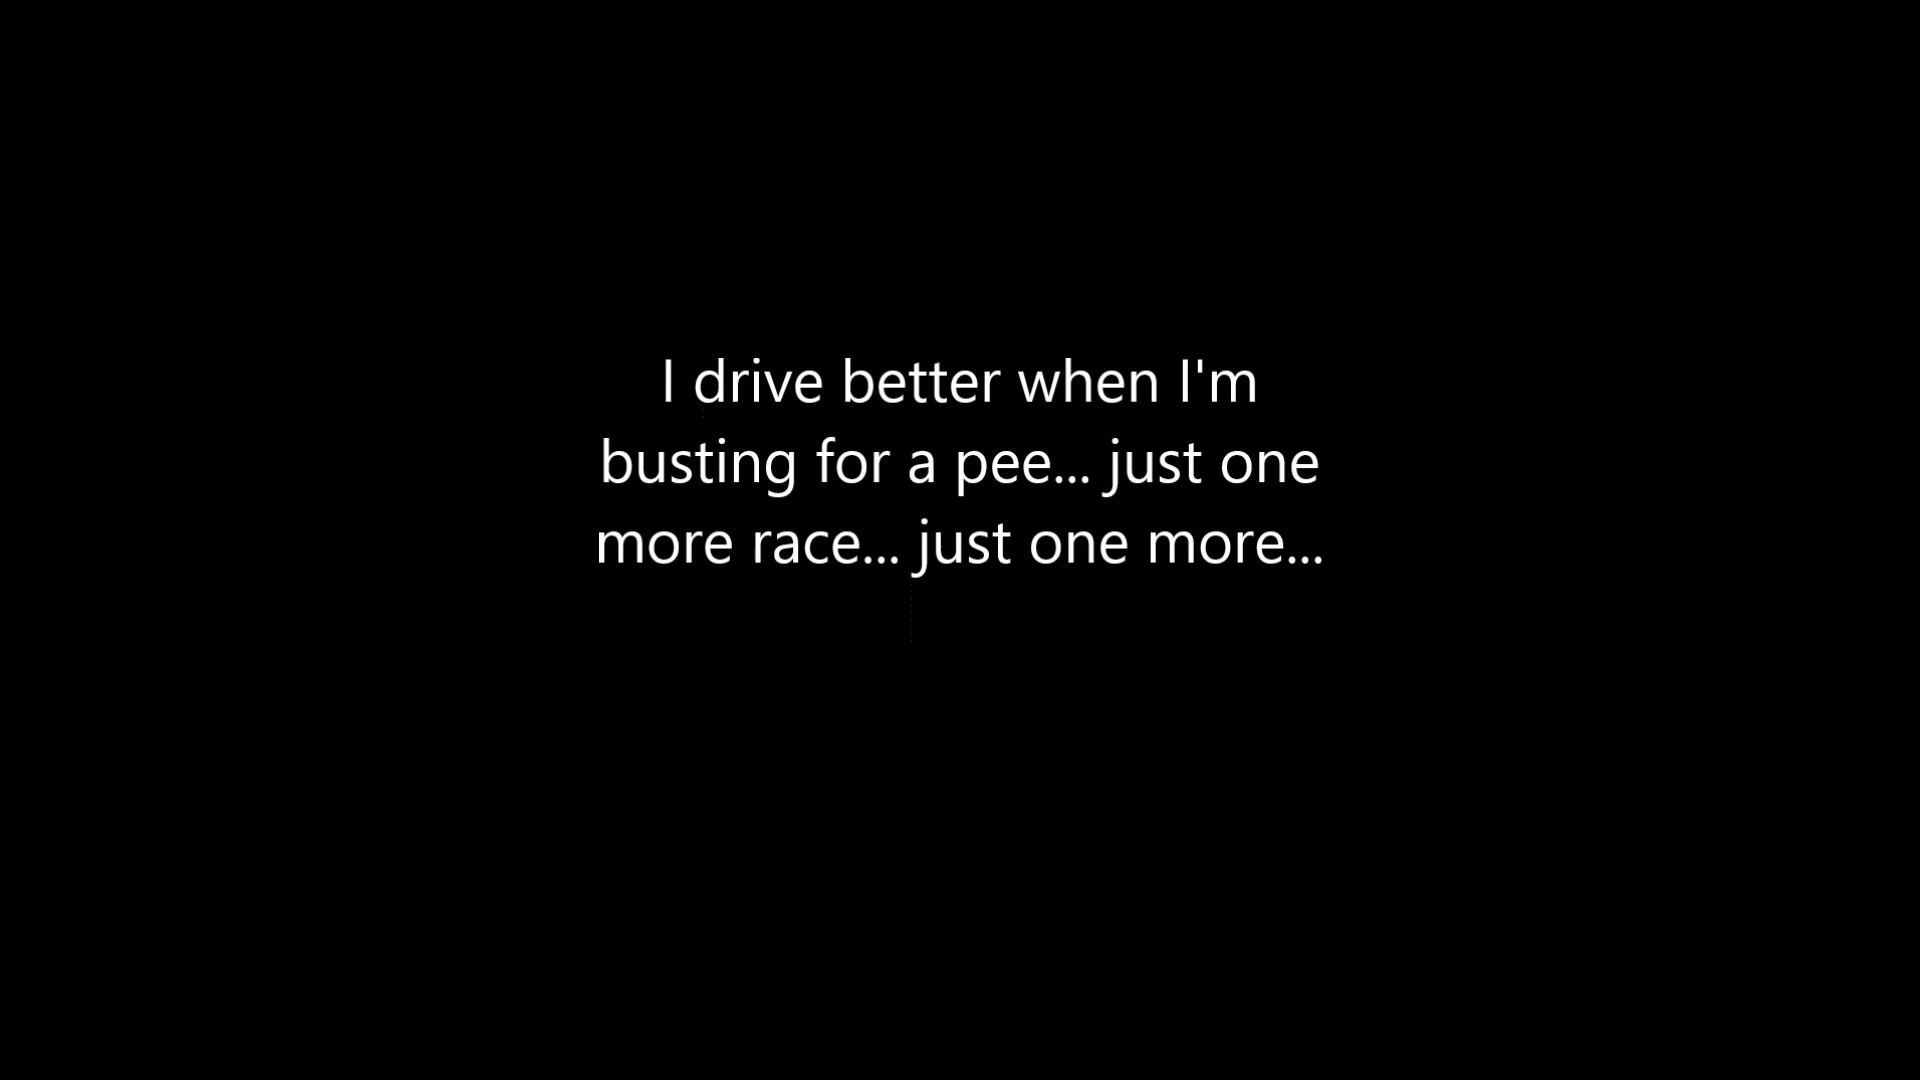 I drive better when I'm
busting for a pee... just one
more race... just one more...